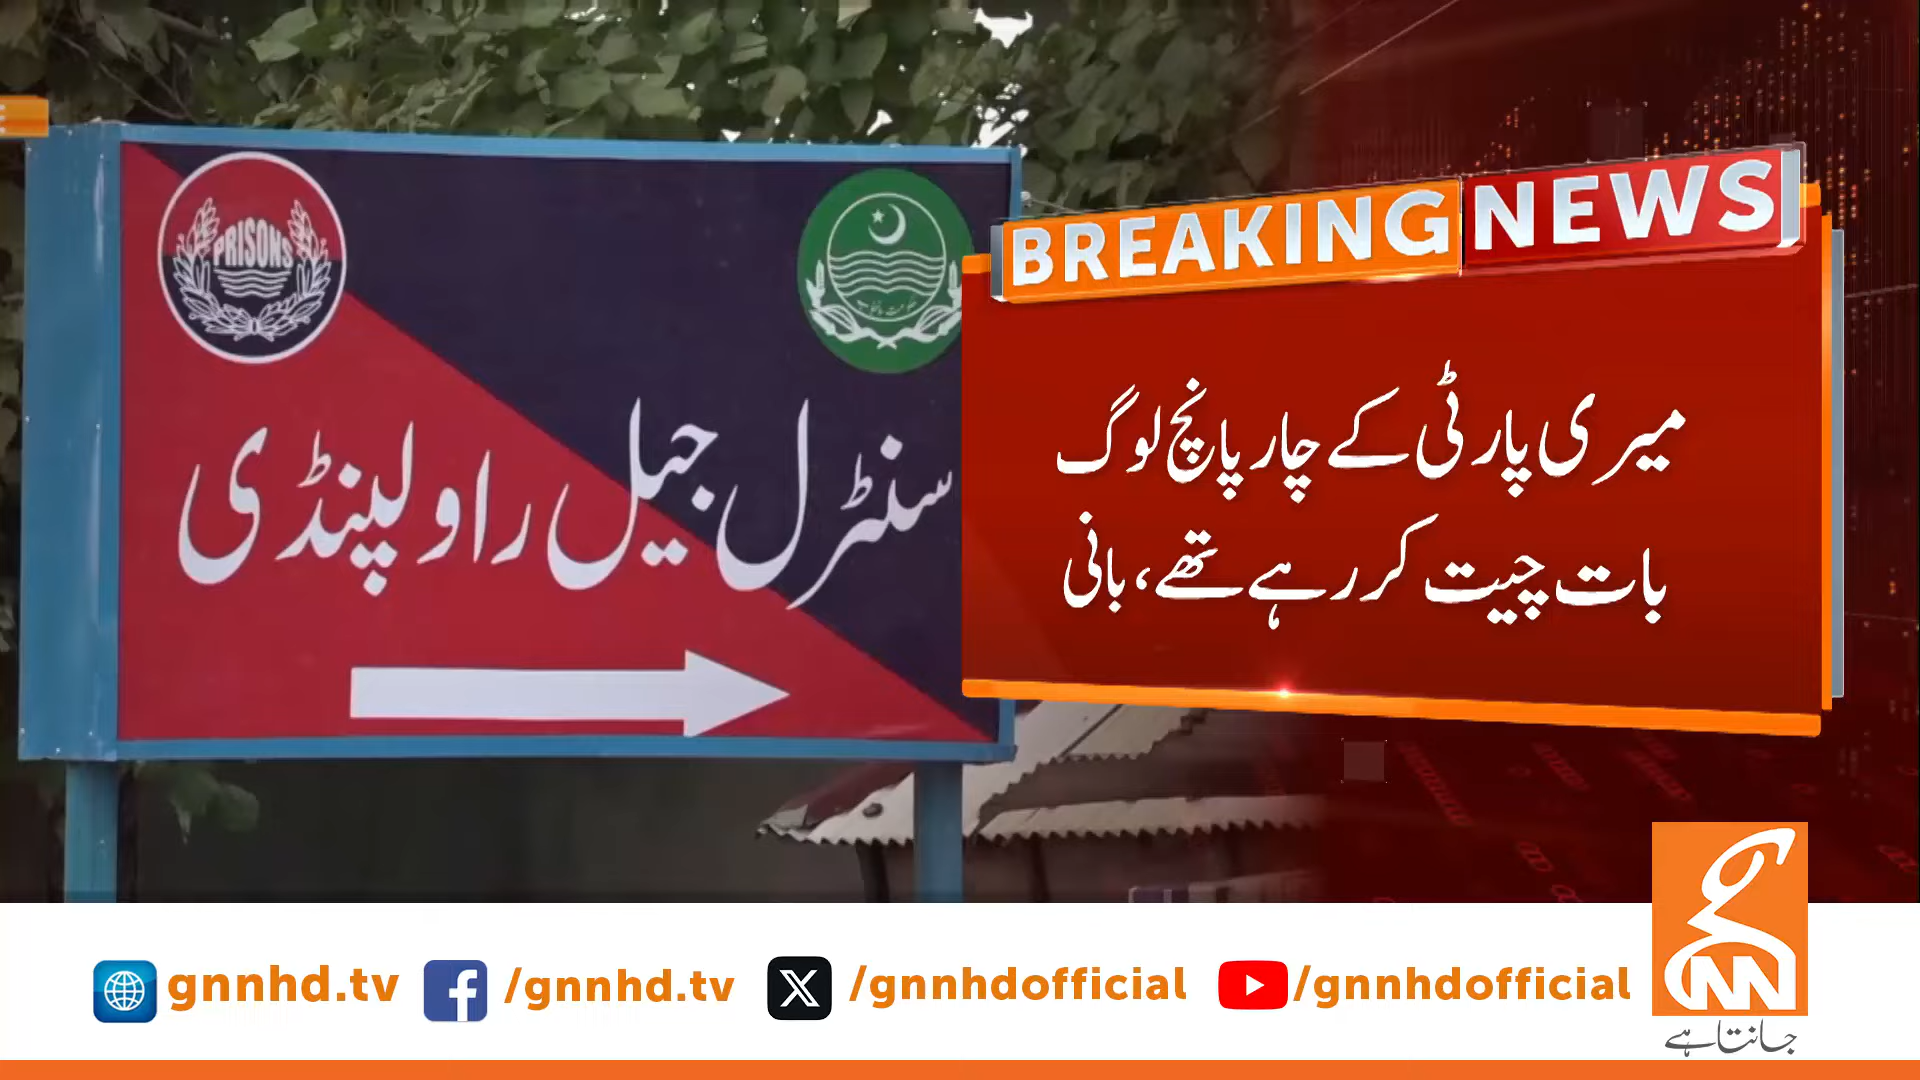 PRISONS
سنٹرل جیل راولپنڈی
BREAKING NEWS
میری پارٹی کے چار پانچ لوگ
بات چیت کر رہے تھے، بانی
gnnhd.tv
/gnnhd.tv
/gnnhdofficial
/gnnhdofficial
GNN
جانتا ہے